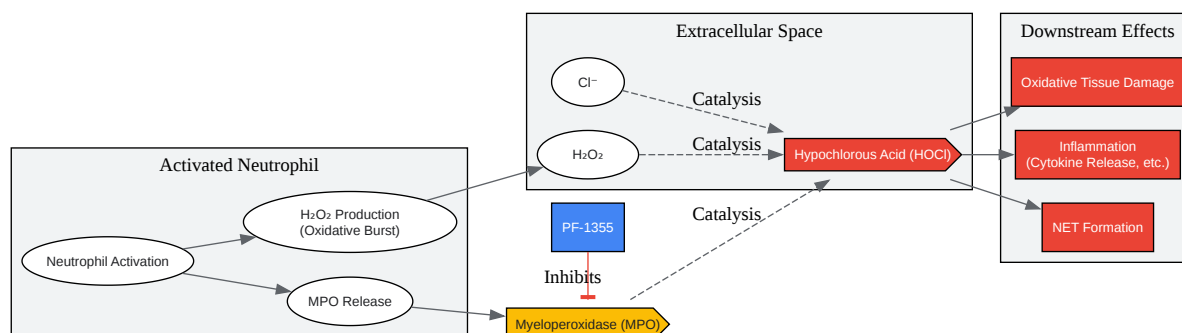 Activated Neutrophil
Neutrophil Activation
H₂O₂ Production
(Oxidative Burst)
MPO Release
Extracellular Space
Cl⁻
H₂O₂
Catalysis
Catalysis
Catalysis
Hypochlorous Acid (HOCl)
PF-1355
Inhibits
Myeloperoxidase (MPO)
Downstream Effects
Oxidative Tissue Damage
Inflammation
(Cytokine Release, etc.)
NET Formation